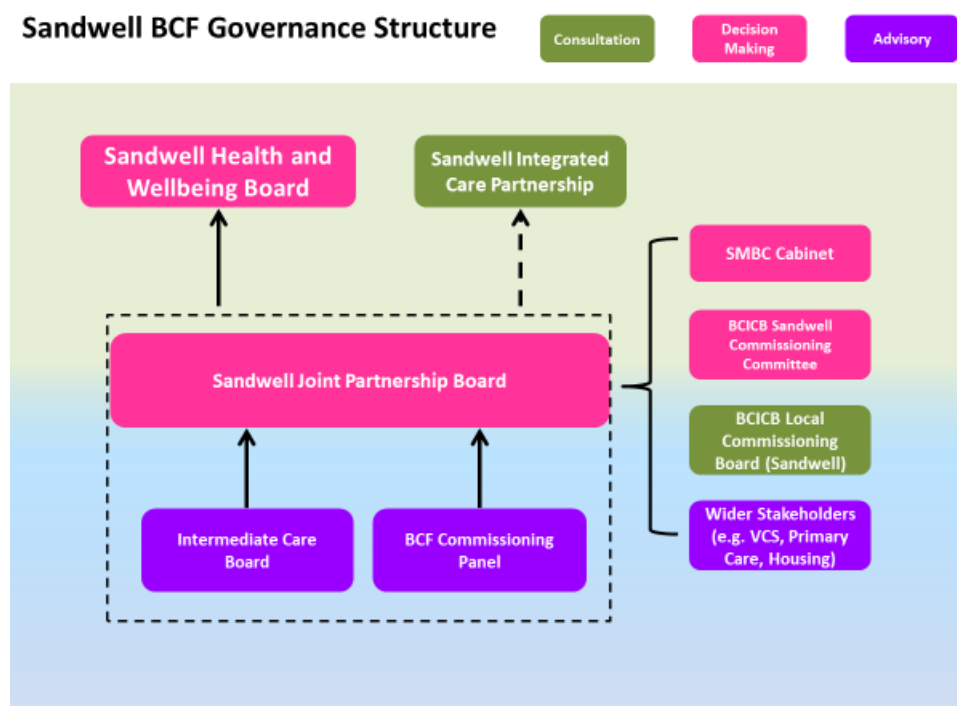 Sandwell BCF Governance Structure
Consultation
Decision
Making
Advisory
Sandwell Health and
Wellbeing Board
Sandwell Integrated
Care Partnership
SMBC Cabinet
BCICB Sandwell
Commissioning
Committee
Sandwell Joint Partnership Board
BCICB Local
Commissioning
Board (Sandwell)
Intermediate Care
Board
BCF Commissioning
Panel
Wider Stakeholders
(e.g. VCS, Primary
Care, Housing)